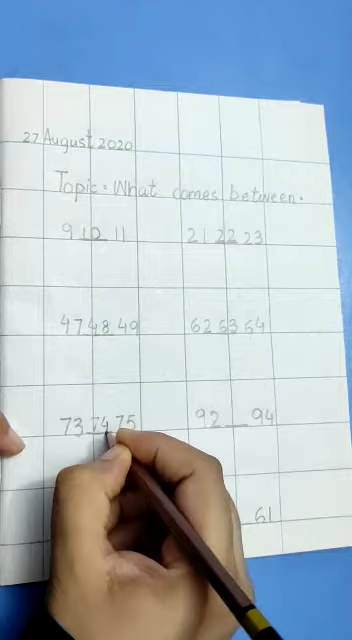 27 August 2020
Topic: What comes between.
9 10 11 21 22 23
47 48 49 62 63 64
73 74 75 92 __ 94
_ 61